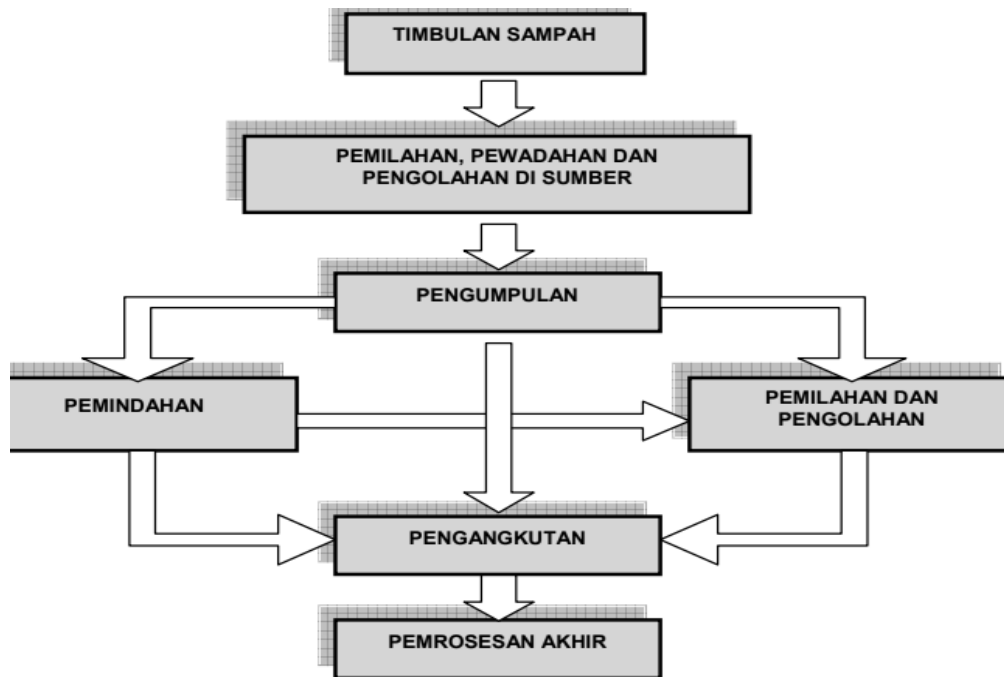 TIMBULAN SAMPAH
PEMILAHAN, PEWADAHAN DAN
PENGOLAHAN DI SUMBER
PENGUMPULAN
PEMINDAHAN
PEMILAHAN DAN
PENGOLAHAN
PENGANGKUTAN
PEMROSESAN AKHIR